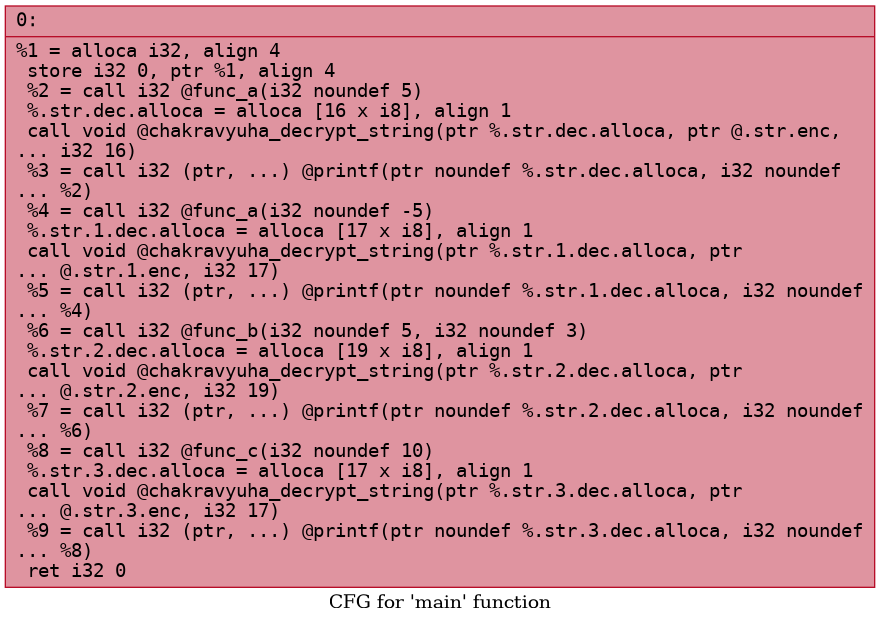 0:
%1 = alloca i32, align 4
store i32 0, ptr %1, align 4
%2 = call i32 @func_a(i32 noundef 5)
%.str.dec.alloca = alloca [16 x i8], align 1
call void @chakravyuha_decrypt_string(ptr %.str.dec.alloca, ptr @.str.enc,
... i32 16)
%3 = call i32 (ptr, ...) @printf(ptr noundef %.str.dec.alloca, i32 noundef
... %2)
%4 = call i32 @func_a(i32 noundef -5)
%.str.1.dec.alloca = alloca [17 x i8], align 1
call void @chakravyuha_decrypt_string(ptr %.str.1.dec.alloca, ptr
... @.str.1.enc, i32 17)
%5 = call i32 (ptr, ...) @printf(ptr noundef %.str.1.dec.alloca, i32 noundef
... %4)
%6 = call i32 @func_b(i32 noundef 5, i32 noundef 3)
%.str.2.dec.alloca = alloca [19 x i8], align 1
call void @chakravyuha_decrypt_string(ptr %.str.2.dec.alloca, ptr
... @.str.2.enc, i32 19)
%7 = call i32 (ptr, ...) @printf(ptr noundef %.str.2.dec.alloca, i32 noundef
... %6)
%8 = call i32 @func_c(i32 noundef 10)
%.str.3.dec.alloca = alloca [17 x i8], align 1
call void @chakravyuha_decrypt_string(ptr %.str.3.dec.alloca, ptr
... @.str.3.enc, i32 17)
%9 = call i32 (ptr, ...) @printf(ptr noundef %.str.3.dec.alloca, i32 noundef
... %8)
ret i32 0
CFG for 'main' function